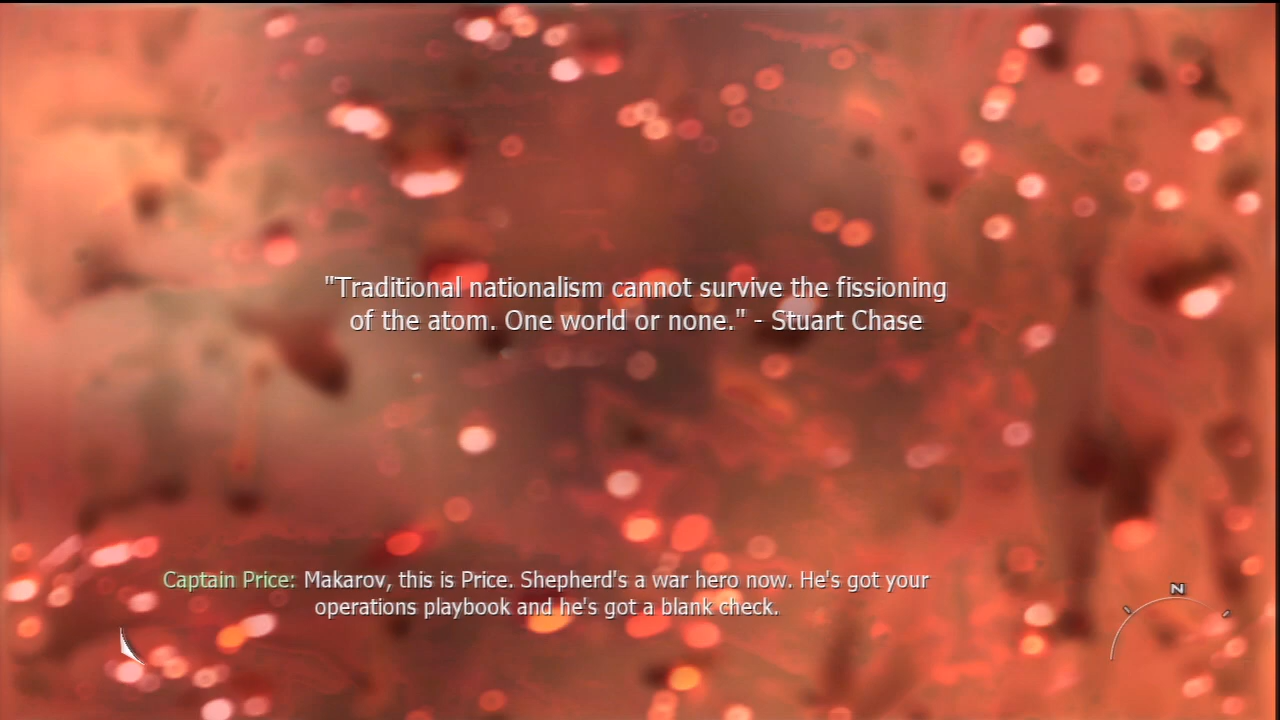 "Traditional nationalism cannot survive the fissioning
of the atom. One world or none." - Stuart Chase
Captain Price: Makarov, this is Price. Shepherd's a war hero now. He's got your
operations playbook and he's got a blank check.
N